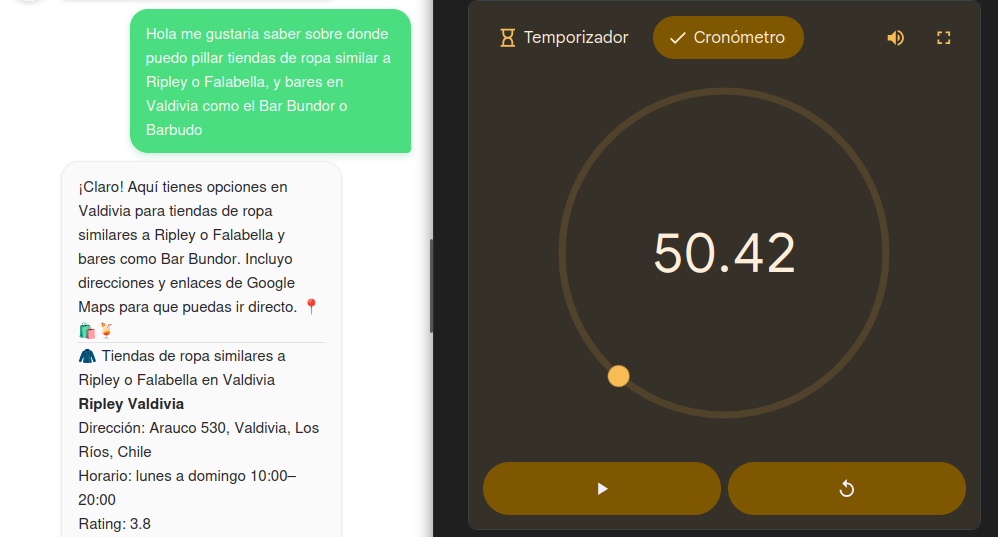 Hola me gustaria saber sobre donde
puedo pillar tiendas de ropa similar a
Ripley o Falabella, y bares en
Valdivia como el Bar Bundor o
Barbudo
¡Claro! Aquí tienes opciones en
Valdivia para tiendas de ropa
similares a Ripley o Falabella y
bares como Bar Bundor. Incluyo
direcciones y enlaces de Google
Maps para que puedas ir directo. 📍
🛍️🍹
🧥 Tiendas de ropa similares a
Ripley o Falabella en Valdivia
Ripley Valdivia
Dirección: Arauco 530, Valdivia, Los
Ríos, Chile
Horario: lunes a domingo 10:00–
20:00
Rating: 3.8
Temporizador
Cronómetro
50.42